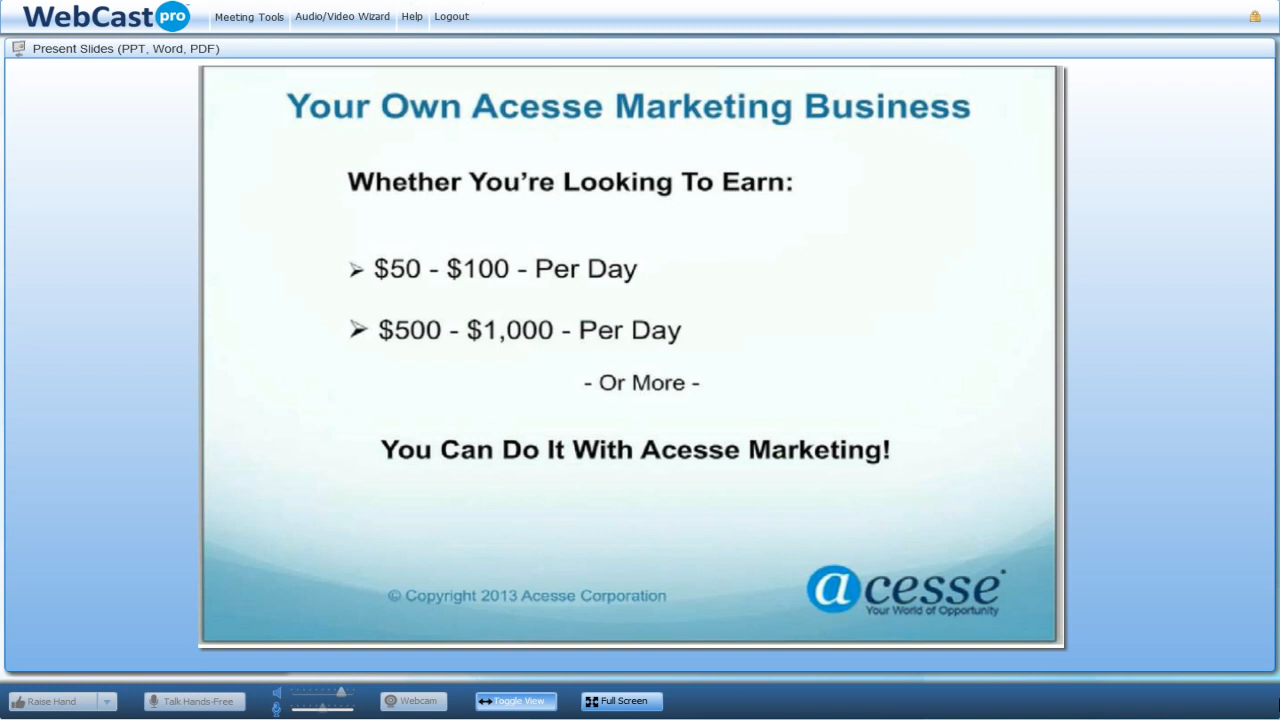 WebCast pro
Meeting Tools Audio/Video Wizard Help Logout
Present Slides (PPT, Word, PDF)
Your Own Acesse Marketing Business
Whether You're Looking To Earn:
$50 - $100 - Per Day
$500 - $1,000 - Per Day
- Or More -
You Can Do It With Acesse Marketing!
© Copyright 2013 Acesse Corporation
acesse
Your World of Opportunity
Raise Hand Talk Hands-Free Webcam Toggle View Full Screen